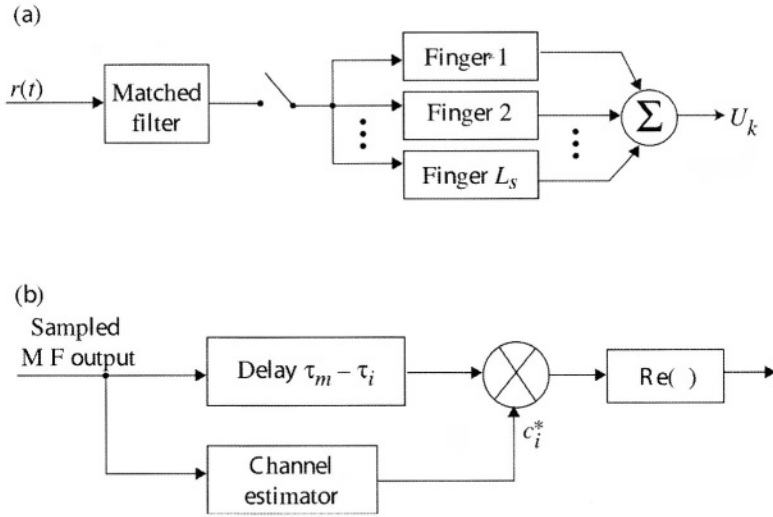 (a)
r(t)
Matched
filter
Finger 1
Finger 2
Finger L_s
Σ
U_k
(b)
Sampled
M F output
Delay τ_m – τ_i
Re( )
c_i^*
Channel
estimator